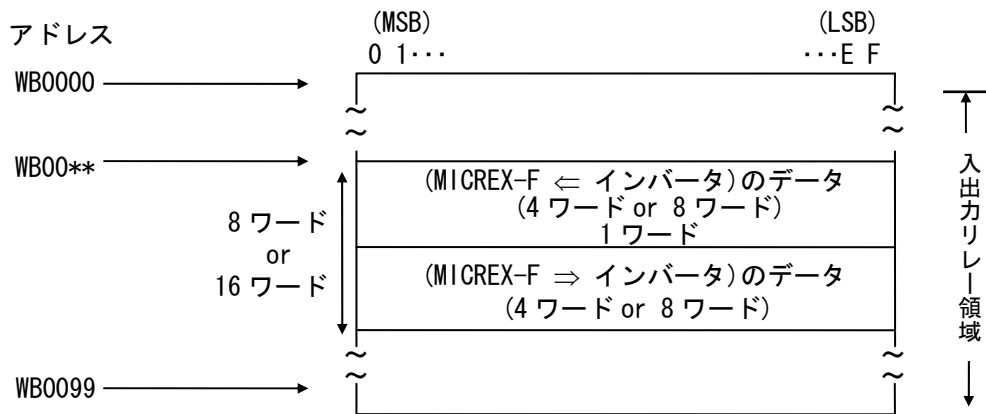 アドレス
(MSB) (LSB)
0 1··· ···E F
WB0000
WB00**
(MICREX-F ⇐ インバータ)のデータ
(4 ワード or 8 ワード)
1 ワード
8 ワード
or
16 ワード
(MICREX-F ⇒ インバータ)のデータ
(4 ワード or 8 ワード)
WB0099
入出力リレー領域